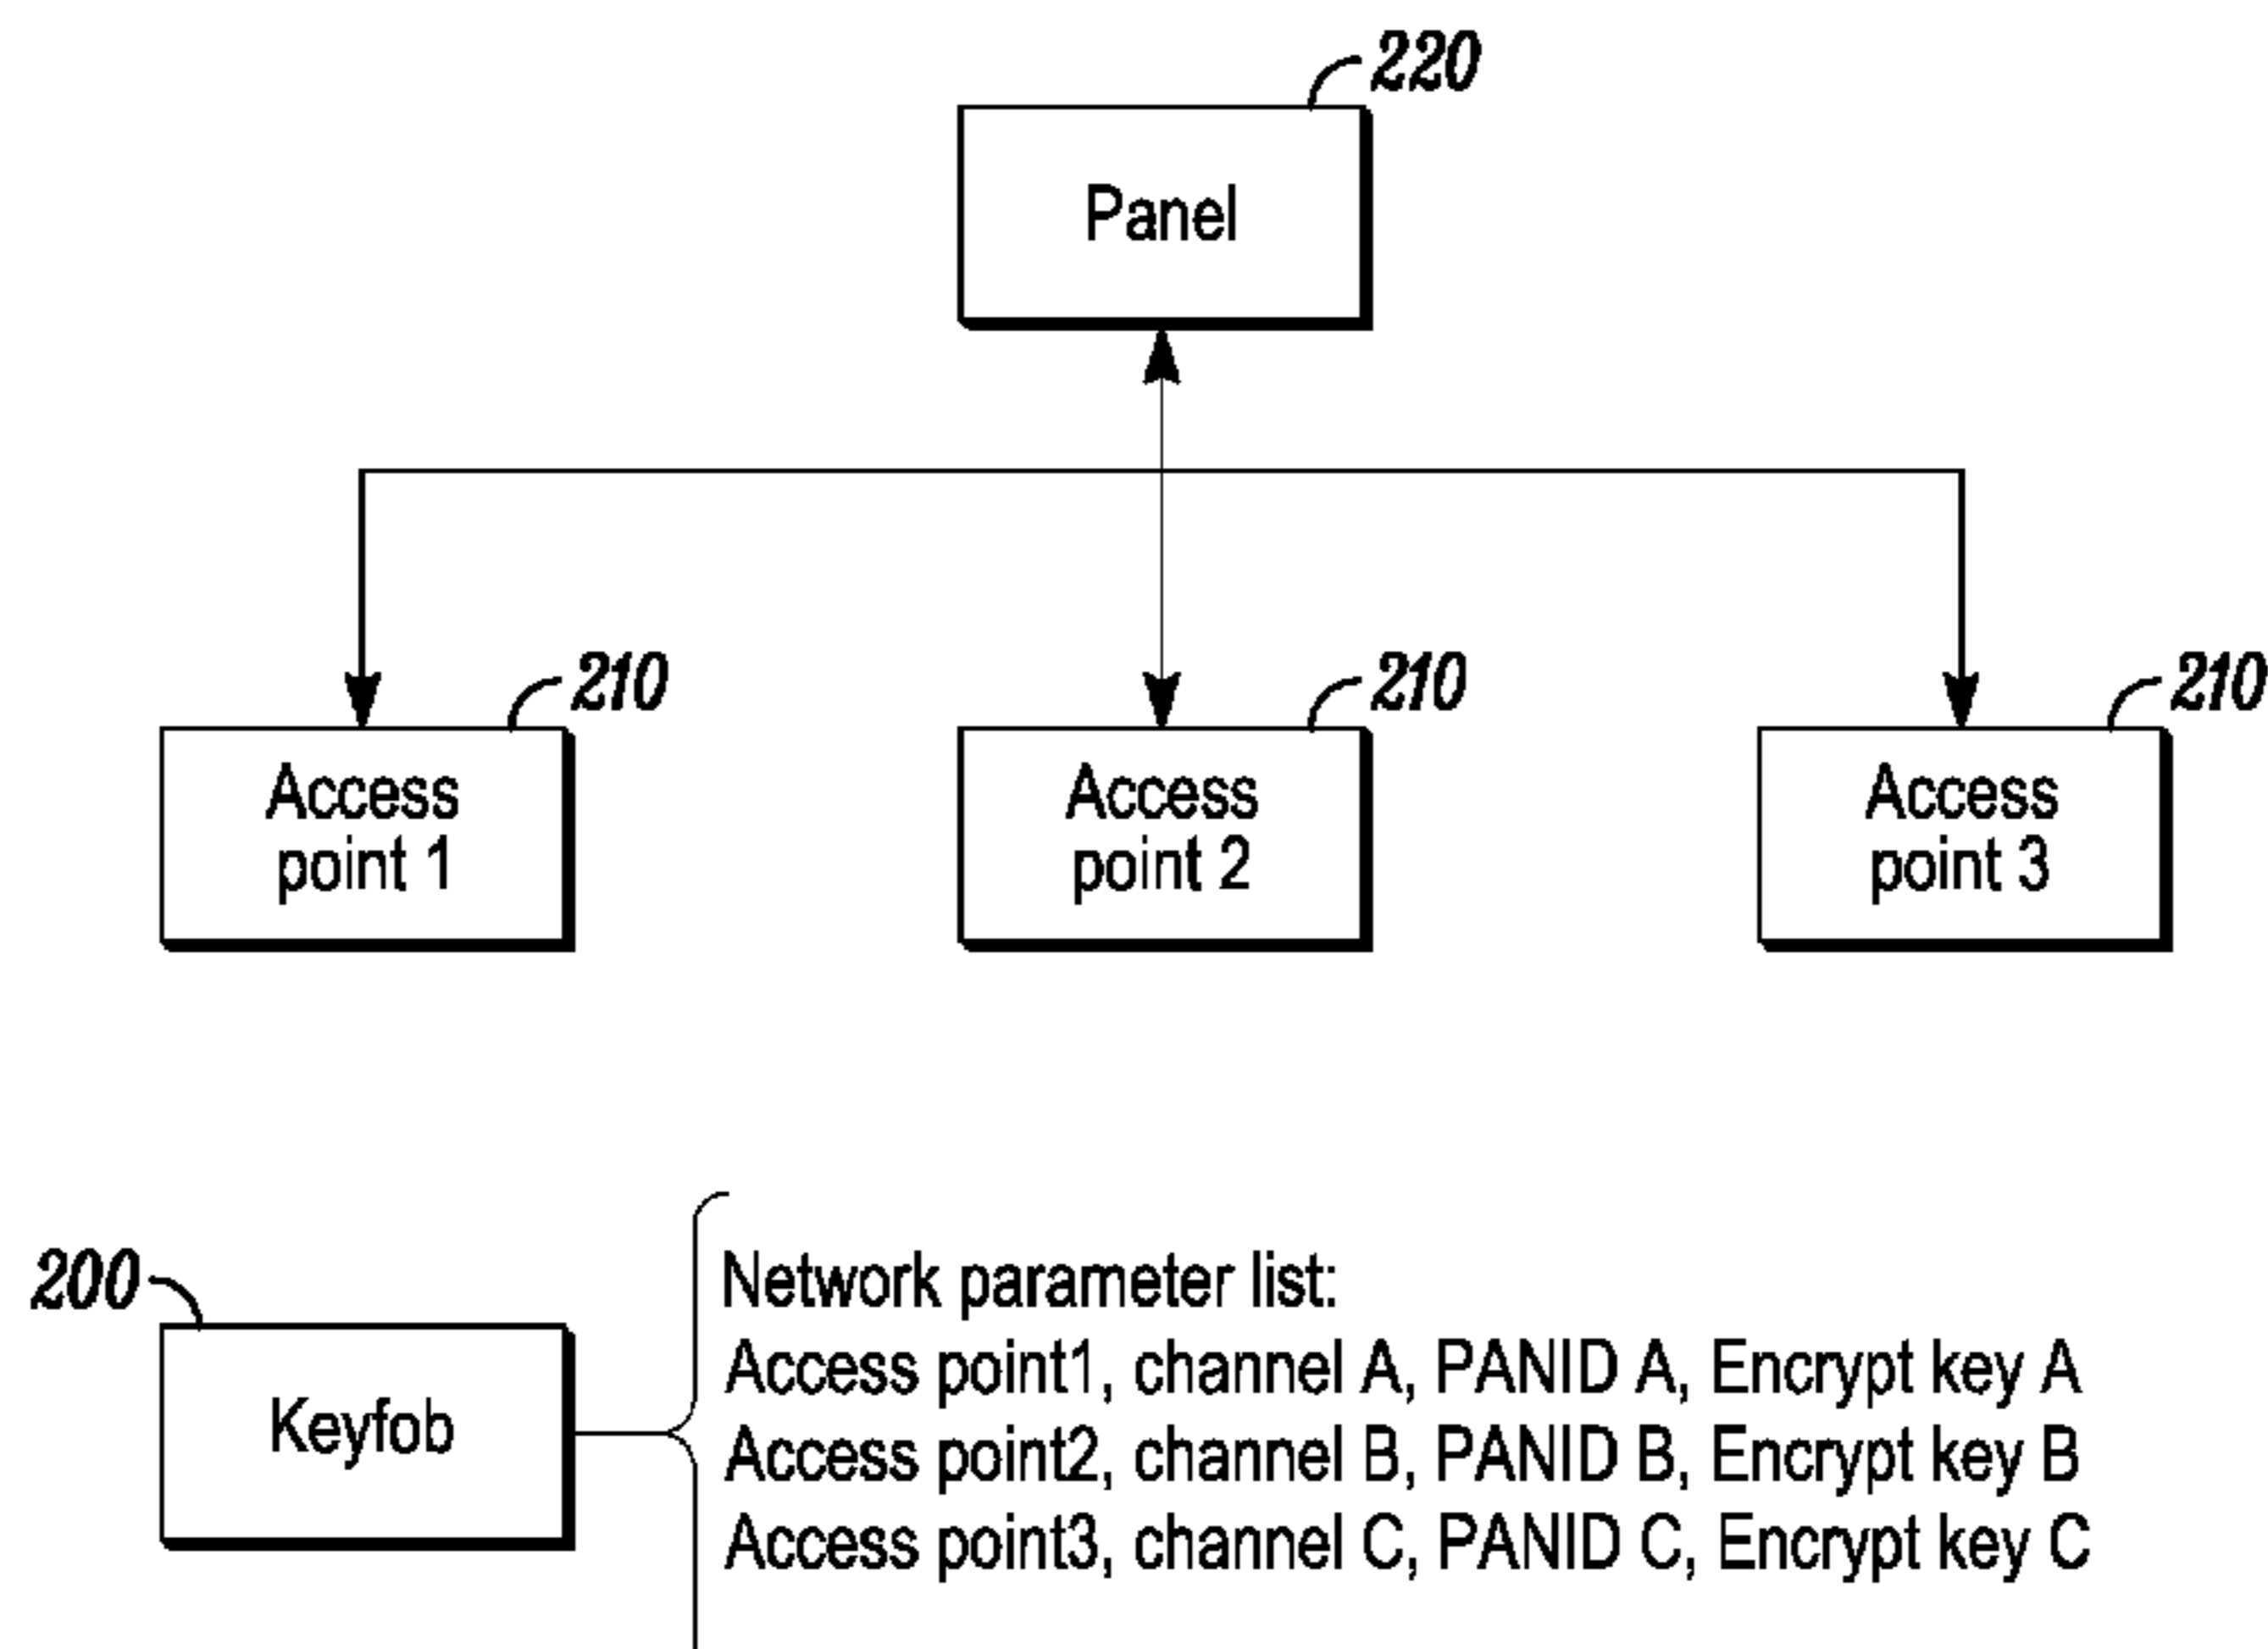 220
Panel
210
210
210
Access
point 1
Access
point 2
Access
point 3
200
Keyfob
Network parameter list:
Access point1, channel A, PANID A, Encrypt key A
Access point2, channel B, PANID B, Encrypt key B
Access point3, channel C, PANID C, Encrypt key C